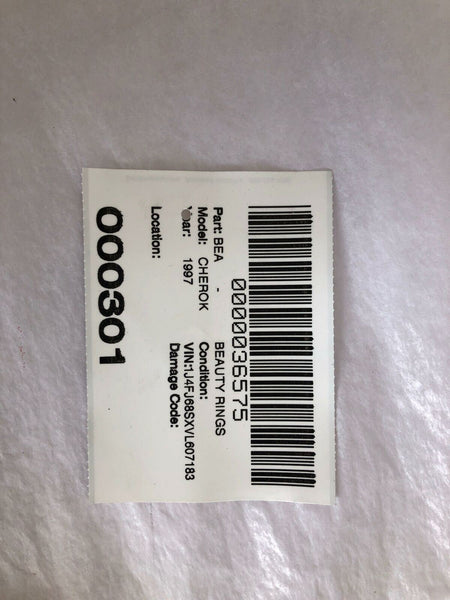 0000036575
Part: BEA - BEAUTY RINGS
Model: CHEROK Condition:
Year: 1997 VIN:1J4FJ68SXVL607183
Damage Code:
Location:
000301